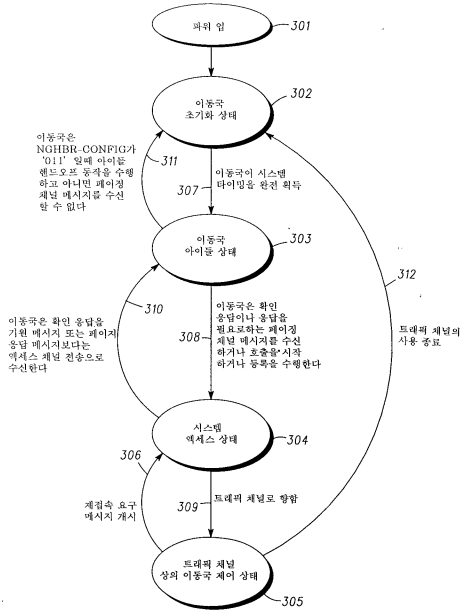 파워 업
301
302
이동국
초기화 상태
이동국은
NGHBR-CONFIG가
'011' 일때 아이들
핸드오프 동작을 수행
하고 아니면 페이징
채널 메시지를 수신
할 수 없다
311
307
이동국이 시스템
타이밍을 완전 획득
이동국
아이들 상태
303
312
310
이동국은 확인 응답을
기원 메시지 또는 페이지
응답 메시지보다는
액세스 채널 전송으로
수신한다
308
이동국은 확인
응답이나 응답을
필요로하는 페이징
채널 메시지를 수신
하거나 호출을 시작
하거나 등록을 수행한다
트래픽 채널의
사용 종료
시스템
액세스 상태
304
306
재접속 요구
메시지 개시
309
트래픽 채널로 향함
트래픽 채널
상의 이동국 제어 상태
305